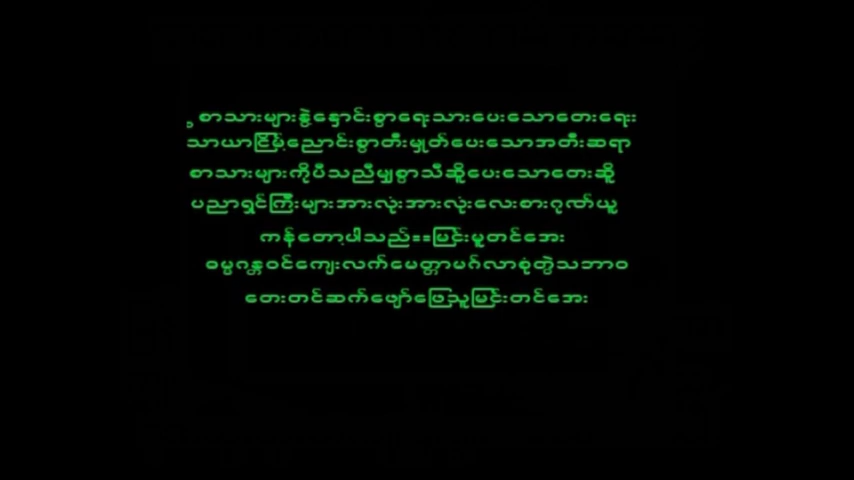 စာသားများနွဲ့နှောင်းစွာရေးသားပေးသောတေးရေး
သာယာငြိမ့်ညောင်းစွာတီးမှုတ်ပေးသောအတီးဆရာ
စာသားများကိုပီသညီမျှစွာသီဆိုပေးသောတေးဆို
ပညာရှင်ကြီးများအားလုံးအားလုံးလေးစားဂုဏ်ယူ
ကန်တော့ပါသည်==မြင်းမူတင်အေး
ဓမ္မဂန္တဝင်ကျေးလက်မေတ္တာမဂ်လာစုံတွဲသဘာဝ
တေးတင်ဆက်ဖျော်ဖြေသူမြင်းတင်အေး